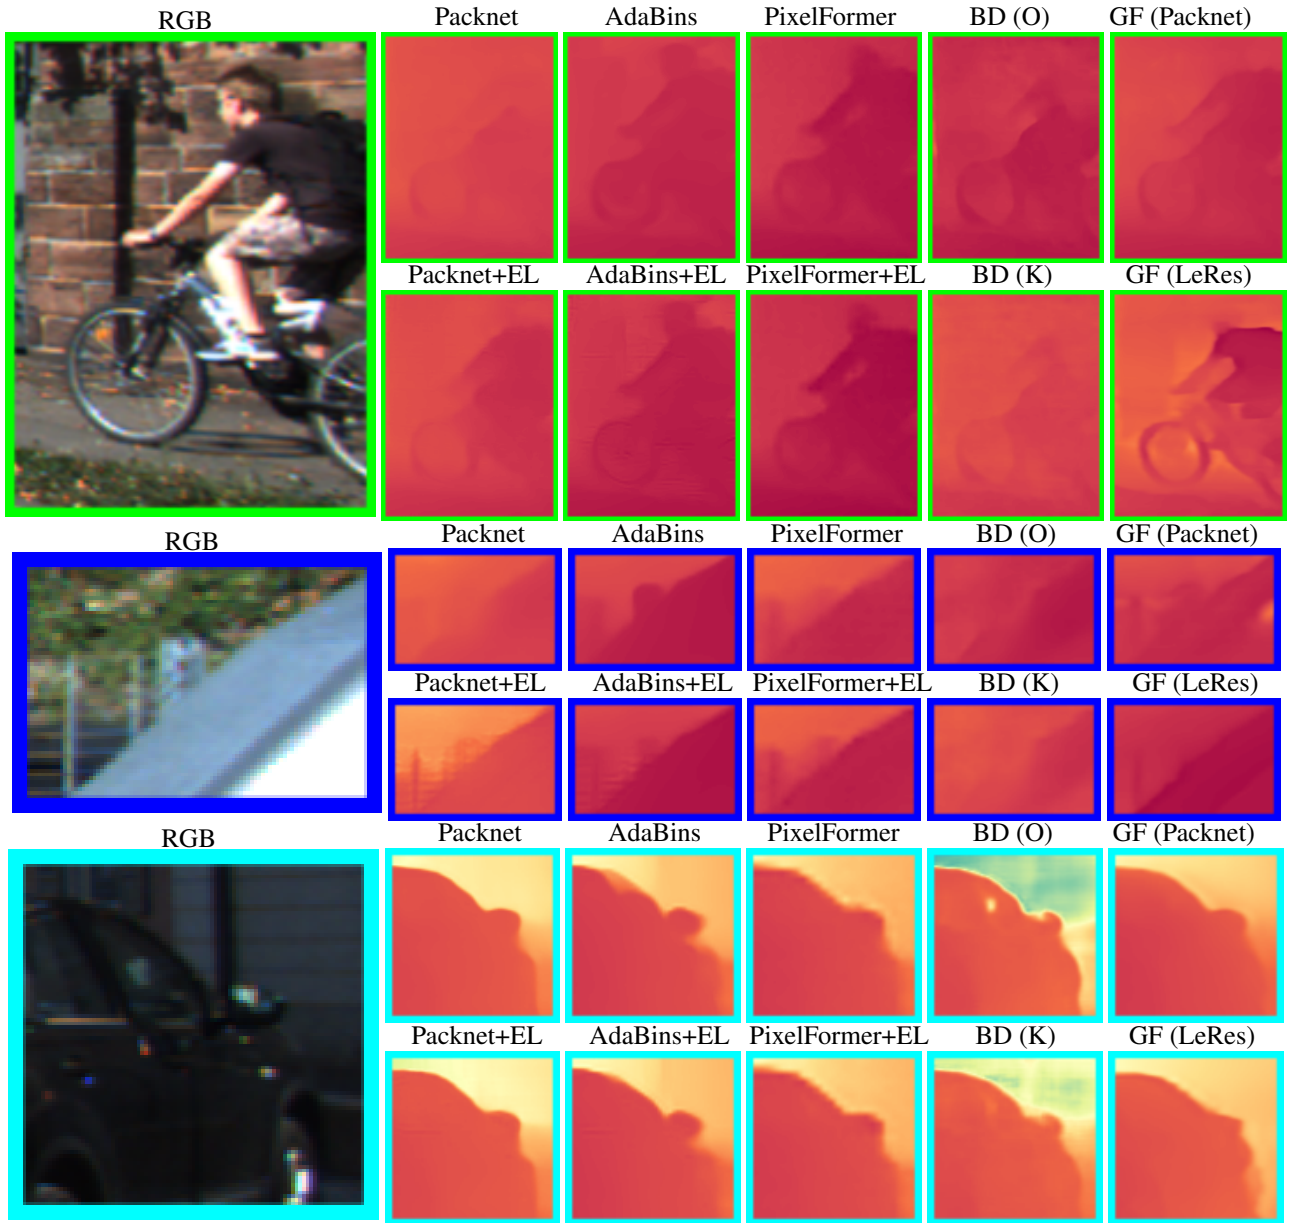 RGB Packnet AdaBins PixelFormer BD (O) GF (Packnet)
Packnet+EL AdaBins+EL PixelFormer+EL BD (K) GF (LeRes)
RGB Packnet AdaBins PixelFormer BD (O) GF (Packnet)
Packnet+EL AdaBins+EL PixelFormer+EL BD (K) GF (LeRes)
RGB Packnet AdaBins PixelFormer BD (O) GF (Packnet)
Packnet+EL AdaBins+EL PixelFormer+EL BD (K) GF (LeRes)